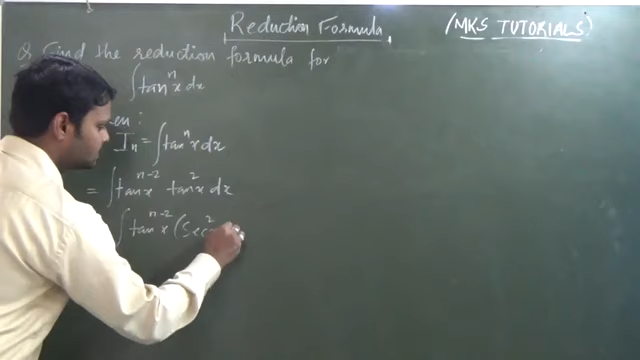 Reduction Formula
(MKS TUTORIALS)
Q. Find the reduction formula for
∫tanⁿx dx
en :
Iₙ = ∫tanⁿx dx
= ∫tanⁿ⁻²x tan²x dx
∫tanⁿ⁻²x (Sec²